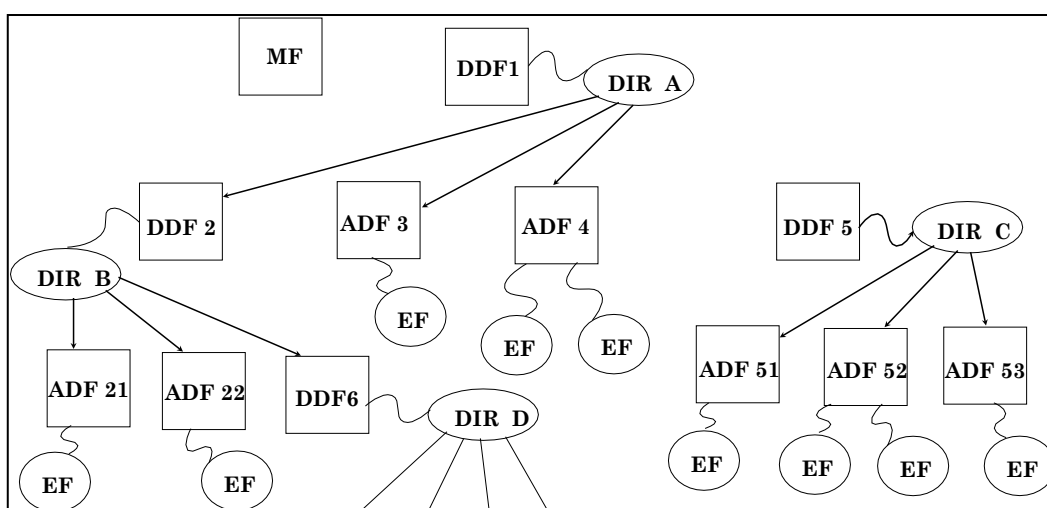 MF
DDF1
DIR A
DDF 2
ADF 3
ADF 4
DDF 5
DIR C
DIR B
EF
EF
EF
ADF 21
ADF 22
DDF6
ADF 51
ADF 52
ADF 53
DIR D
EF
EF
EF
EF
EF
EF